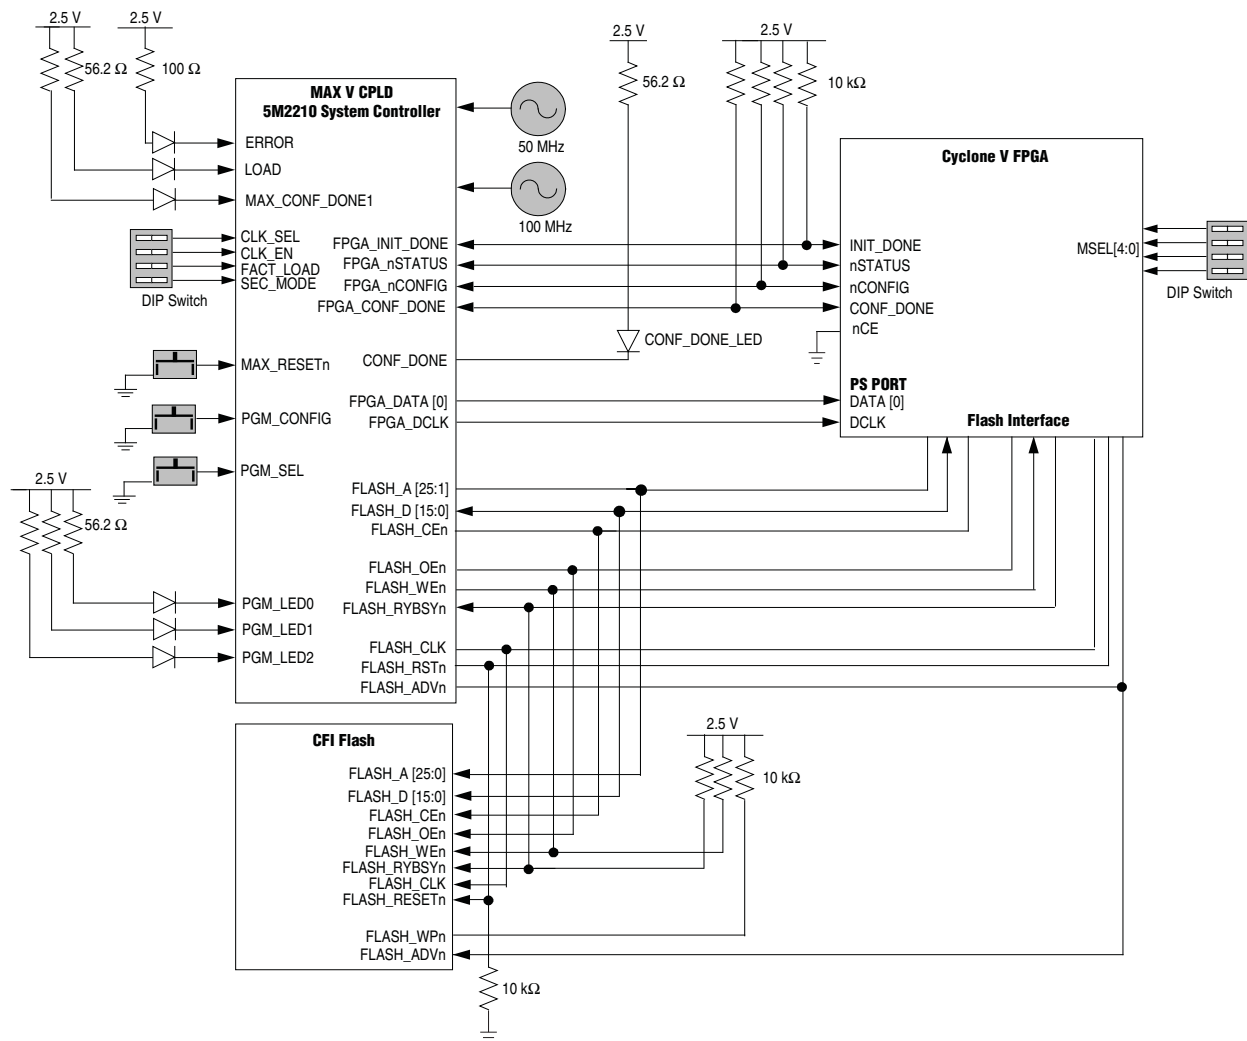 2.5 V
2.5 V
56.2 Ω
100 Ω
2.5 V
56.2 Ω
2.5 V
10 kΩ
MAX V CPLD
5M2210 System Controller
50 MHz
100 MHz
ERROR
LOAD
MAX_CONF_DONE1
CLK_SEL
CLK_EN
FACT_LOAD
SEC_MODE
DIP Switch
MAX_RESETn
PGM_CONFIG
PGM_SEL
2.5 V
56.2 Ω
PGM_LED0
PGM_LED1
PGM_LED2
FPGA_INIT_DONE
FPGA_nSTATUS
FPGA_nCONFIG
FPGA_CONF_DONE
CONF_DONE
CONF_DONE_LED
FPGA_DATA [0]
FPGA_DCLK
FLASH_A [25:1]
FLASH_D [15:0]
FLASH_CEn
FLASH_OEn
FLASH_WEn
FLASH_RYBSYn
FLASH_CLK
FLASH_RSTn
FLASH_ADVn
Cyclone V FPGA
INIT_DONE
nSTATUS
nCONFIG
CONF_DONE
nCE
MSEL[4:0]
DIP Switch
PS PORT
DATA [0]
DCLK
Flash Interface
CFI Flash
FLASH_A [25:0]
FLASH_D [15:0]
FLASH_CEn
FLASH_OEn
FLASH_WEn
FLASH_RYBSYn
FLASH_CLK
FLASH_RESETn
FLASH_WPn
FLASH_ADVn
2.5 V
10 kΩ
10 kΩ